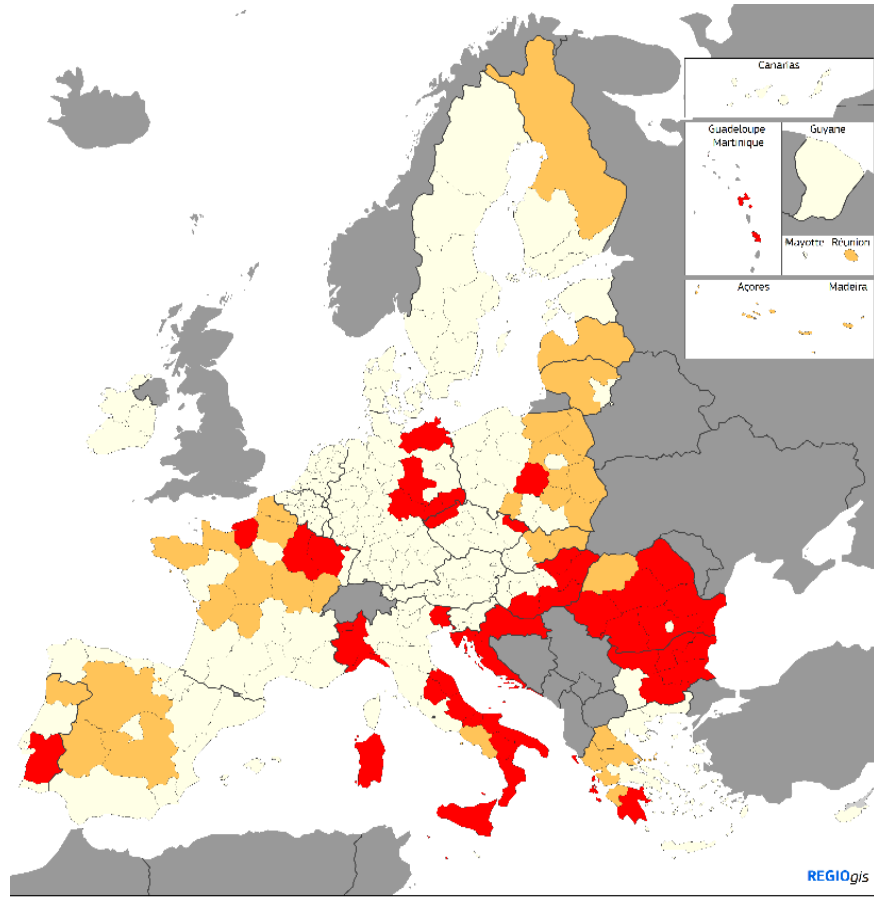 Canarias
Guadeloupe
Martinique
Guyane
Mayotte
Réunion
Açores
Madeira
REGIOgis